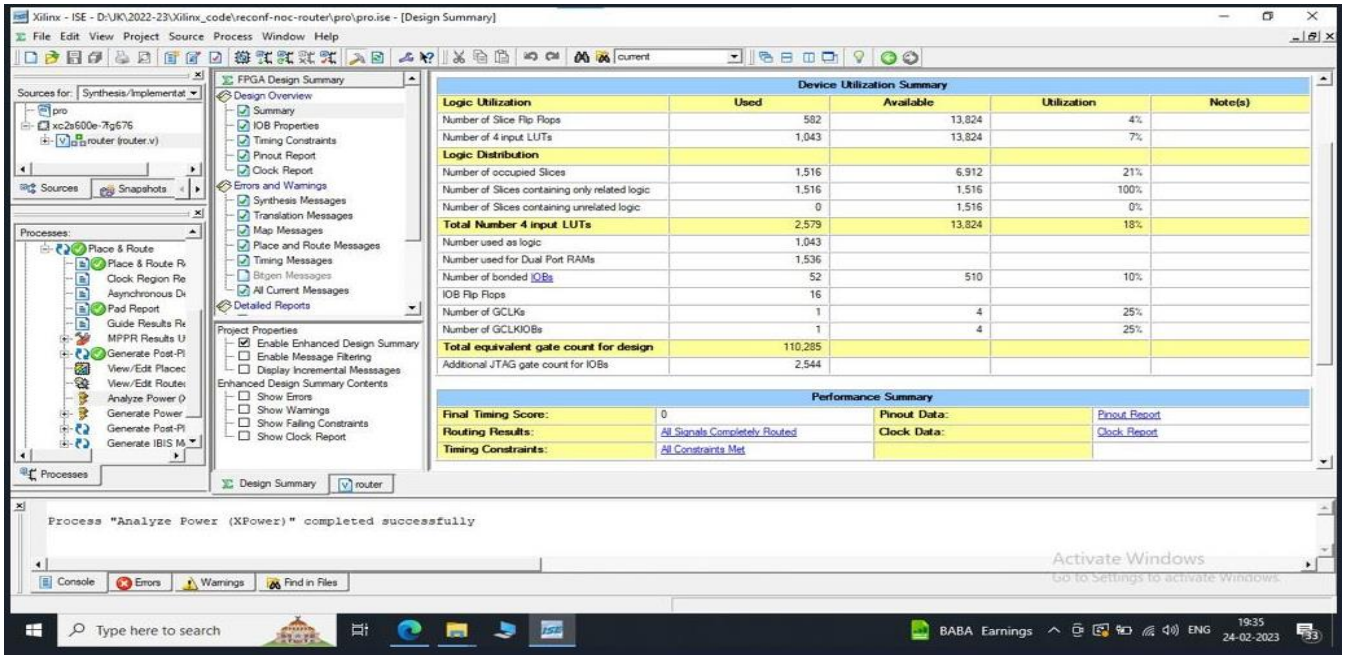 Xilinx - ISE - D:\JK\2022-23\Xilinx_code\reconf-noc-router\pro\pro.ise - [Design Summary]
File Edit View Project Source Process Window Help
current
Sources for: Synthesis/Implementat
pro
xc2s600e-7fg676
router (router.v)
Sources Snapshots
Processes:
Place & Route
Place & Route R
Clock Region Re
Asynchronous De
Pad Report
Guide Results Re
MPPR Results U
Generate Post-Pl
View/Edit Placed
View/Edit Route
Analyze Power (
Generate Power
Generate Post-Pl
Generate IBIS M
Processes
FPGA Design Summary
Design Overview
Summary
IOB Properties
Timing Constraints
Pinout Report
Clock Report
Errors and Warnings
Synthesis Messages
Translation Messages
Map Messages
Place and Route Messages
Timing Messages
Bitgen Messages
All Current Messages
Detailed Reports
Project Properties
Enable Enhanced Design Summary
Enable Message Filtering
Display Incremental Messages
Enhanced Design Summary Contents
Show Errors
Show Warnings
Show Failing Constraints
Show Clock Report
Design Summary router
Device Utilization Summary
Logic Utilization Used Available Utilization Note(s)
Number of Slice Flip Flops 582 13,824 4%
Number of 4 input LUTs 1,043 13,824 7%
Logic Distribution
Number of occupied Slices 1,516 6,912 21%
Number of Slices containing only related logic 1,516 1,516 100%
Number of Slices containing unrelated logic 0 1,516 0%
Total Number 4 input LUTs 2,579 13,824 18%
Number used as logic 1,043
Number used for Dual Port RAMs 1,536
Number of bonded IOBs 52 510 10%
IOB Flip Flops 16
Number of GCLKs 1 4 25%
Number of GCLKIOBs 1 4 25%
Total equivalent gate count for design 110,285
Additional JTAG gate count for IOBs 2,544
Performance Summary
Final Timing Score: 0 Pinout Data: Pinout Report
Routing Results: All Signals Completely Routed Clock Data: Clock Report
Timing Constraints: All Constraints Met
Process "Analyze Power (XPower)" completed successfully
Activate Windows
Go to Settings to activate Windows.
Console Errors Warnings Find in Files
Type here to search
ISE
BABA Earnings ENG 19:35
24-02-2023
33